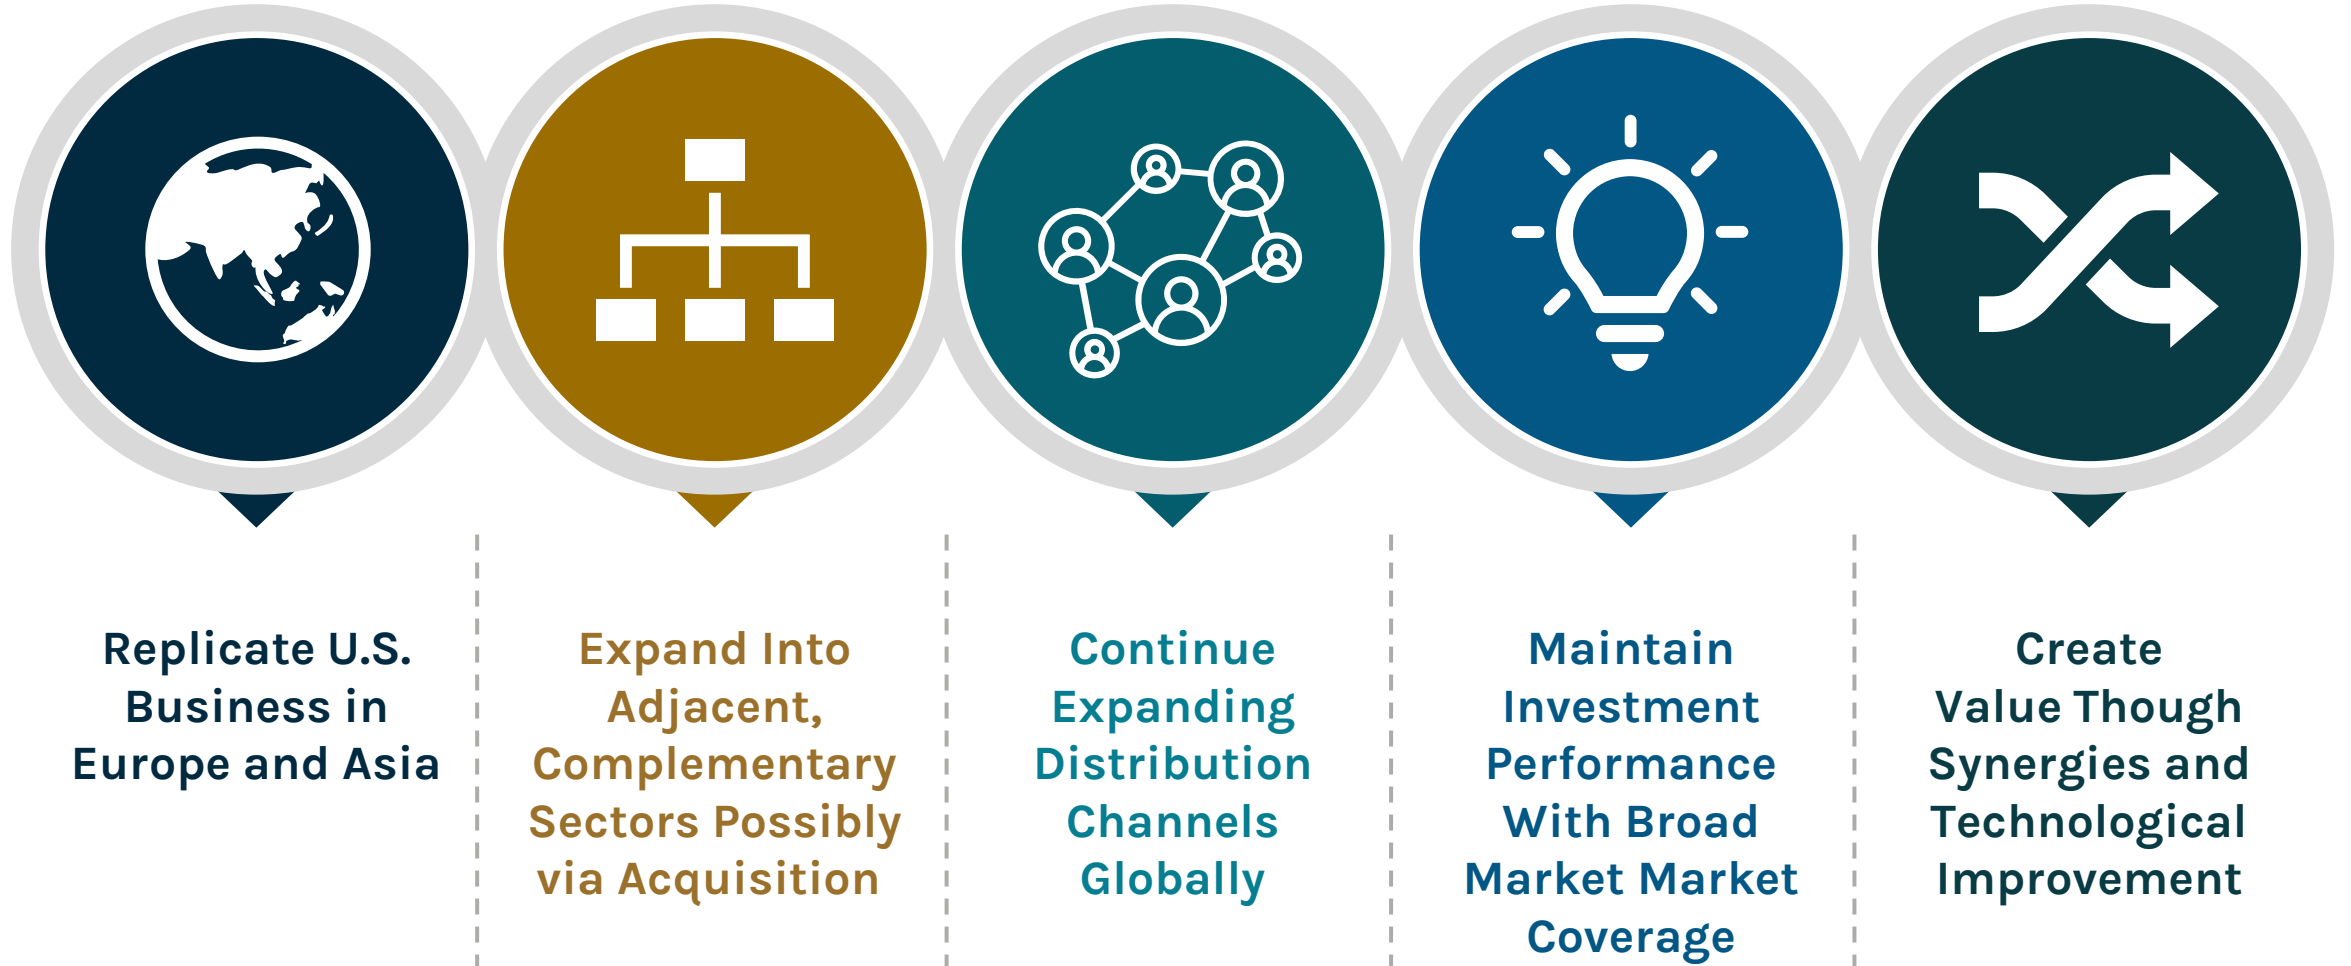 Replicate U.S.
Business in
Europe and Asia
Expand Into
Adjacent,
Complementary
Sectors Possibly
via Acquisition
Continue
Expanding
Distribution
Channels
Globally
Maintain
Investment
Performance
With Broad
Market Market
Coverage
Create
Value Though
Synergies and
Technological
Improvement